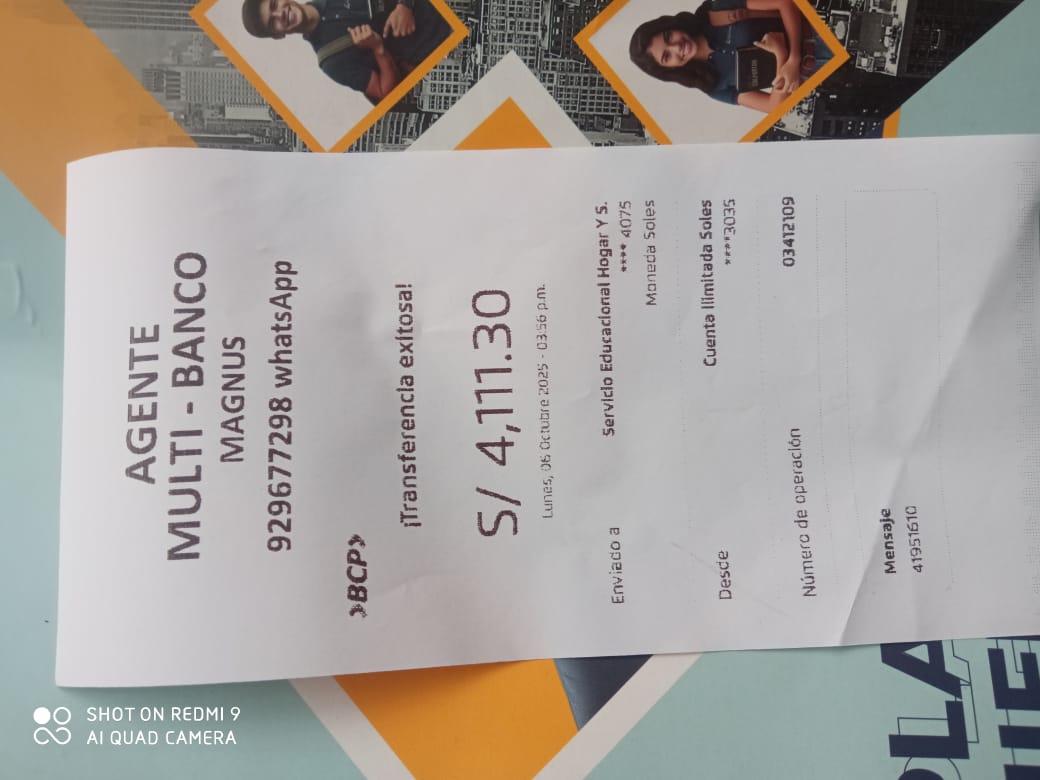 AGENTE
MULTI - BANCO
MAGNUS
929677298 whatsApp
BCP
¡Transferencia exitosa!
S/ 4,111.30
Lunes, 06 Octubre 2025 - 03:56 p.m.
Enviado a Servicio Educacional Hogar Y S.
**** 4075
Moneda Soles
Desde Cuenta Ilimitada Soles
****3035
Número de operación 03412109
Mensaje
41951610
SHOT ON REDMI 9
AI QUAD CAMERA